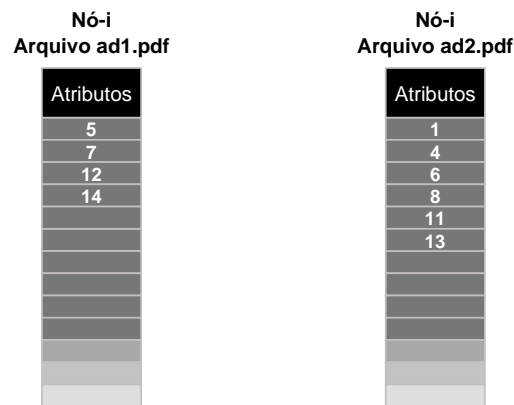 Nó-i
Arquivo ad1.pdf
Atributos
5
7
12
14
Nó-i
Arquivo ad2.pdf
Atributos
1
4
6
8
11
13